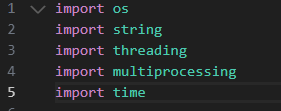 1 import os
2 import string
3 import threading
4 import multiprocessing
5 import time